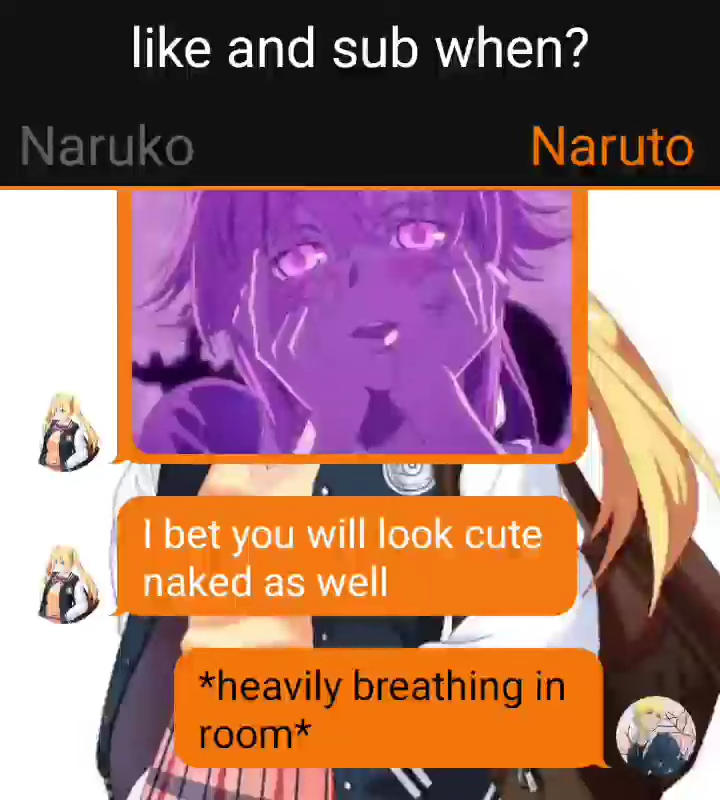 like and sub when?
Naruko
Naruto
I bet you will look cute
naked as well
*heavily breathing in
room*